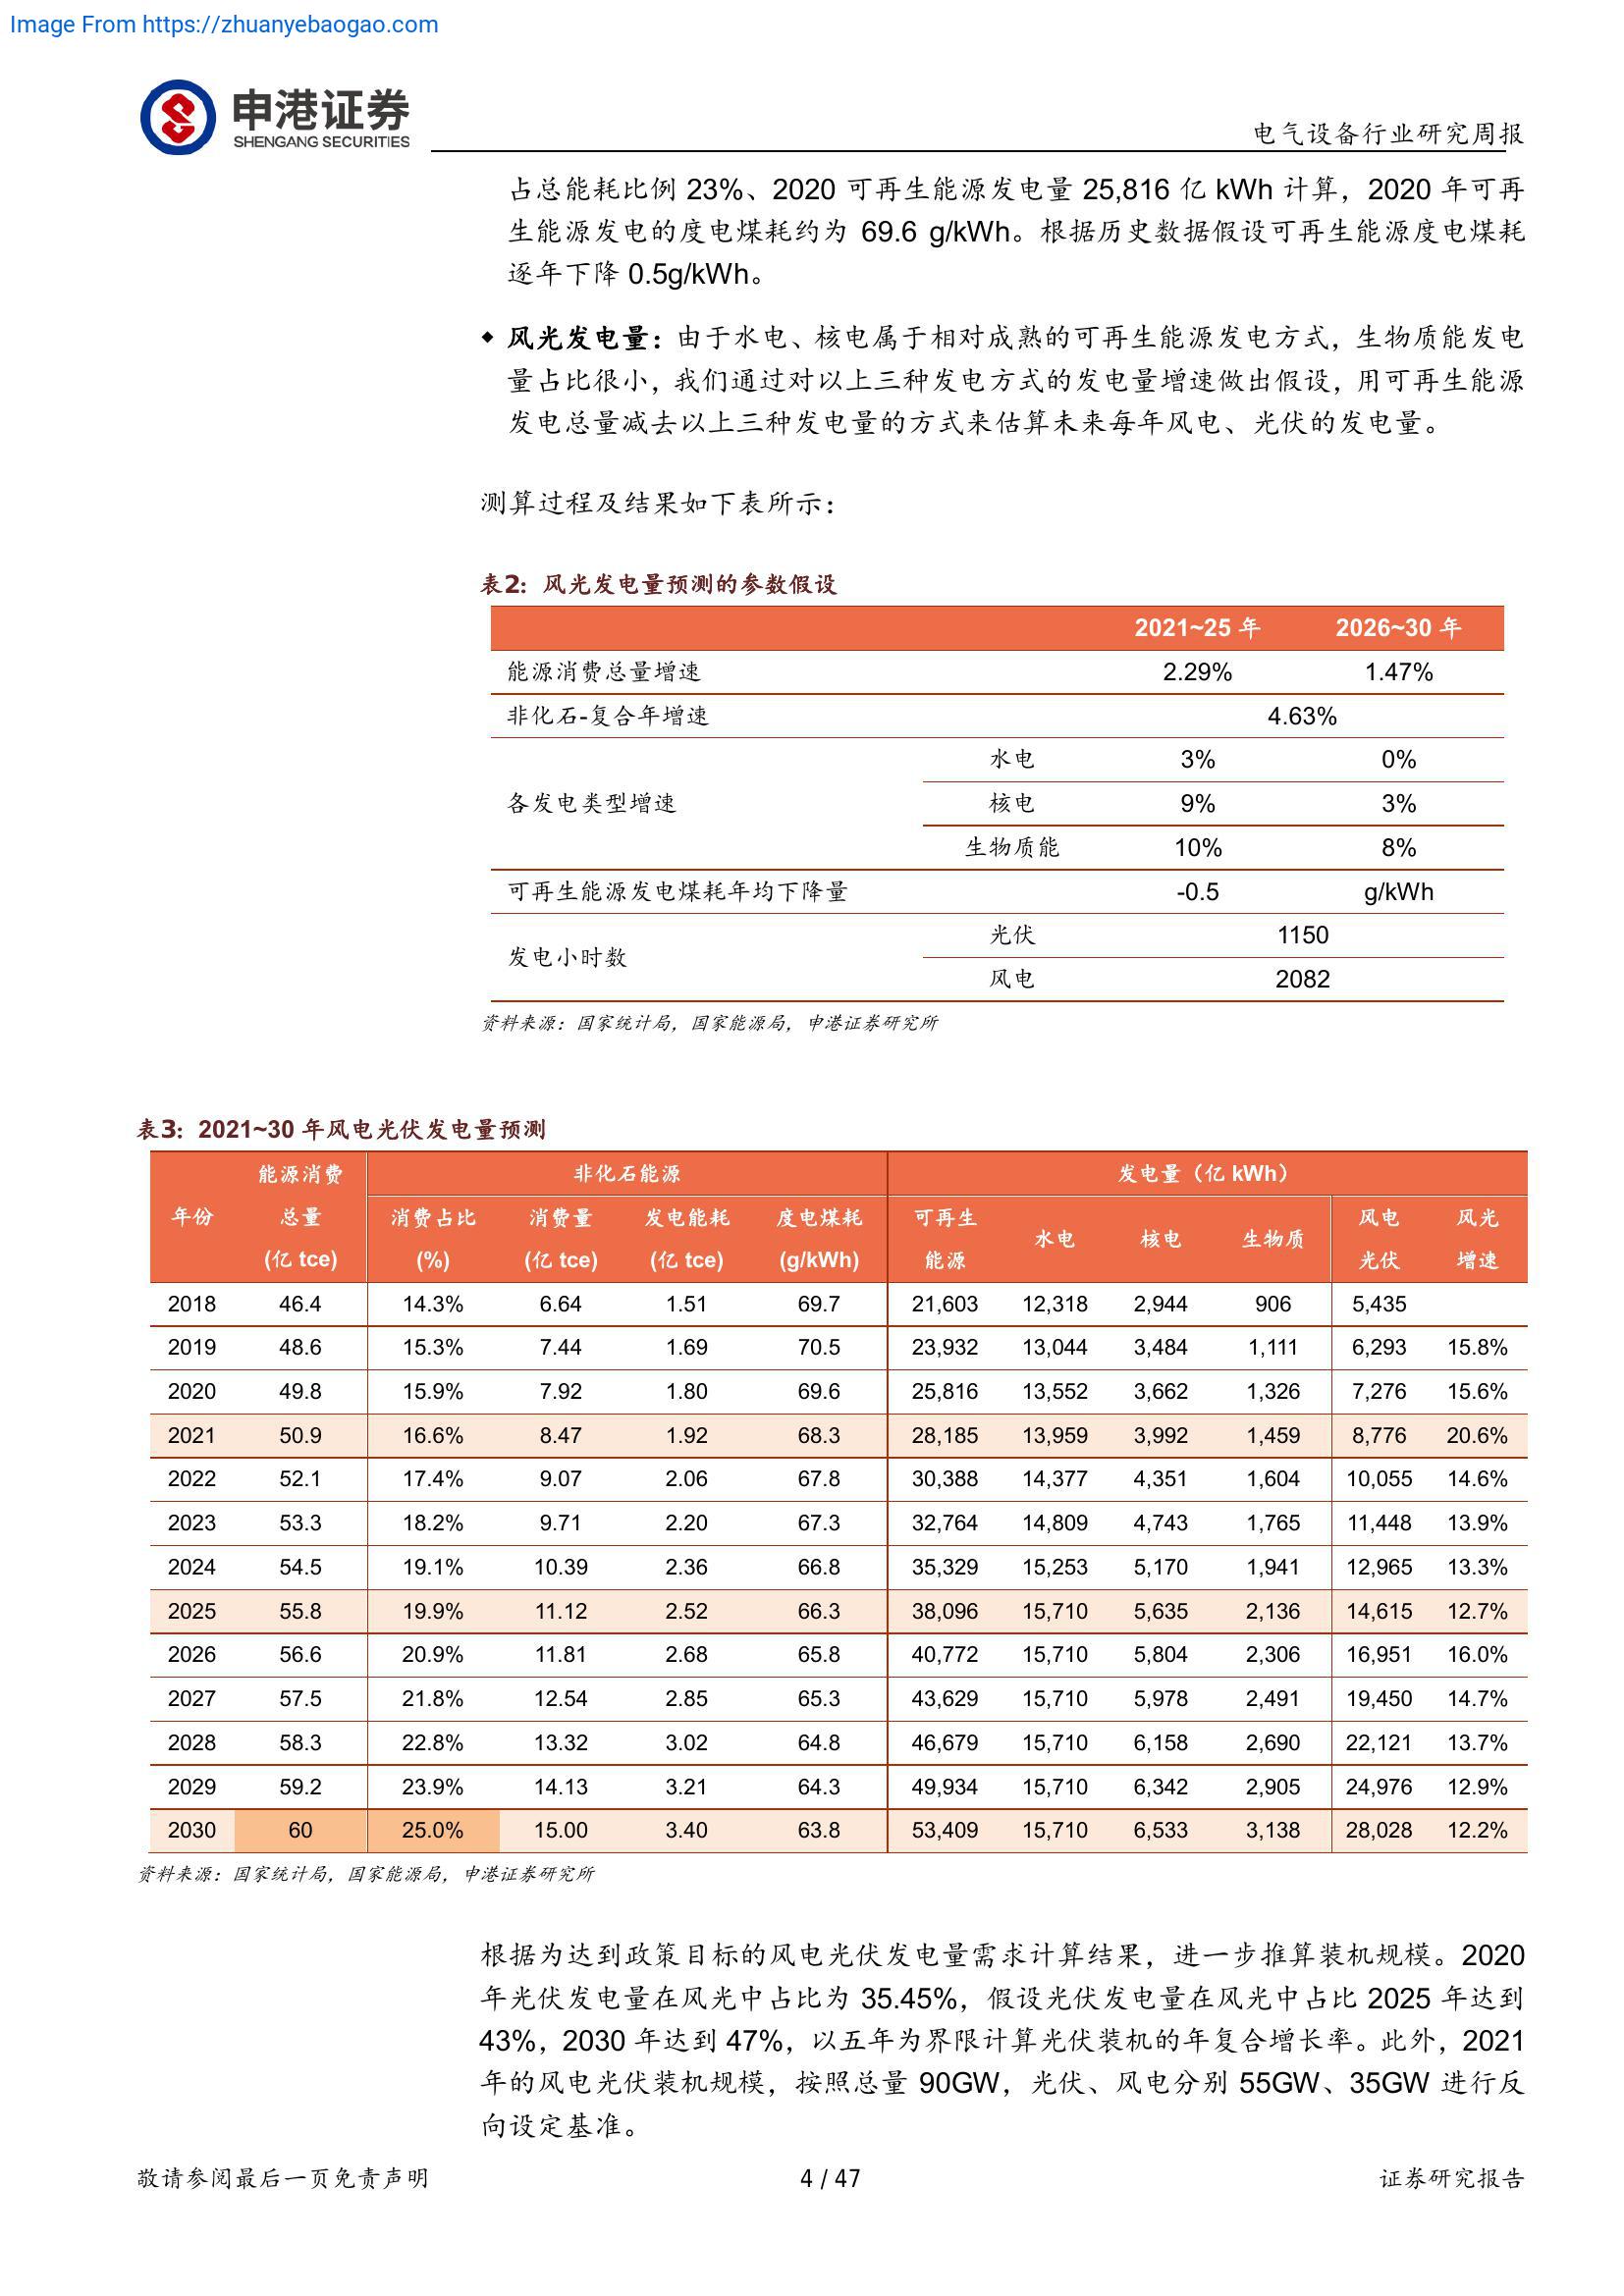 Image From https://zhuanyebaogao.com
申港证券
SHENGANG SECURITIES
电气设备行业研究周报
占总能耗比例 23%、2020 可再生能源发电量 25,816 亿 kWh 计算，2020 年可再
生能源发电的度电煤耗约为 69.6 g/kWh。根据历史数据假设可再生能源度电煤耗
逐年下降 0.5g/kWh。
◆ 风光发电量：由于水电、核电属于相对成熟的可再生能源发电方式，生物质能发电
量占比很小，我们通过对以上三种发电方式的发电量增速做出假设，用可再生能源
发电总量减去以上三种发电量的方式来估算未来每年风电、光伏的发电量。
测算过程及结果如下表所示：
表2：风光发电量预测的参数假设
2021~25 年 2026~30 年
能源消费总量增速 2.29% 1.47%
非化石-复合年增速 4.63%
水电 3% 0%
各发电类型增速 核电 9% 3%
生物质能 10% 8%
可再生能源发电煤耗年均下降量 -0.5 g/kWh
光伏 1150
发电小时数
风电 2082
资料来源：国家统计局，国家能源局，申港证券研究所
表3：2021~30 年风电光伏发电量预测
能源消费 非化石能源 发电量（亿 kWh）
年份 总量 消费占比 消费量 发电能耗 度电煤耗 可再生 水电 核电 生物质 风电 风光
(亿 tce) (%) (亿 tce) (亿 tce) (g/kWh) 能源 光伏 增速
2018 46.4 14.3% 6.64 1.51 69.7 21,603 12,318 2,944 906 5,435
2019 48.6 15.3% 7.44 1.69 70.5 23,932 13,044 3,484 1,111 6,293 15.8%
2020 49.8 15.9% 7.92 1.80 69.6 25,816 13,552 3,662 1,326 7,276 15.6%
2021 50.9 16.6% 8.47 1.92 68.3 28,185 13,959 3,992 1,459 8,776 20.6%
2022 52.1 17.4% 9.07 2.06 67.8 30,388 14,377 4,351 1,604 10,055 14.6%
2023 53.3 18.2% 9.71 2.20 67.3 32,764 14,809 4,743 1,765 11,448 13.9%
2024 54.5 19.1% 10.39 2.36 66.8 35,329 15,253 5,170 1,941 12,965 13.3%
2025 55.8 19.9% 11.12 2.52 66.3 38,096 15,710 5,635 2,136 14,615 12.7%
2026 56.6 20.9% 11.81 2.68 65.8 40,772 15,710 5,804 2,306 16,951 16.0%
2027 57.5 21.8% 12.54 2.85 65.3 43,629 15,710 5,978 2,491 19,450 14.7%
2028 58.3 22.8% 13.32 3.02 64.8 46,679 15,710 6,158 2,690 22,121 13.7%
2029 59.2 23.9% 14.13 3.21 64.3 49,934 15,710 6,342 2,905 24,976 12.9%
2030 60 25.0% 15.00 3.40 63.8 53,409 15,710 6,533 3,138 28,028 12.2%
资料来源：国家统计局，国家能源局，申港证券研究所
根据为达到政策目标的风电光伏发电量需求计算结果，进一步推算装机规模。2020
年光伏发电量在风光中占比为 35.45%，假设光伏发电量在风光中占比 2025 年达到
43%，2030 年达到 47%，以五年为界限计算光伏装机的年复合增长率。此外，2021
年的风电光伏装机规模，按照总量 90GW，光伏、风电分别 55GW、35GW 进行反
向设定基准。
敬请参阅最后一页免责声明 4 / 47 证券研究报告